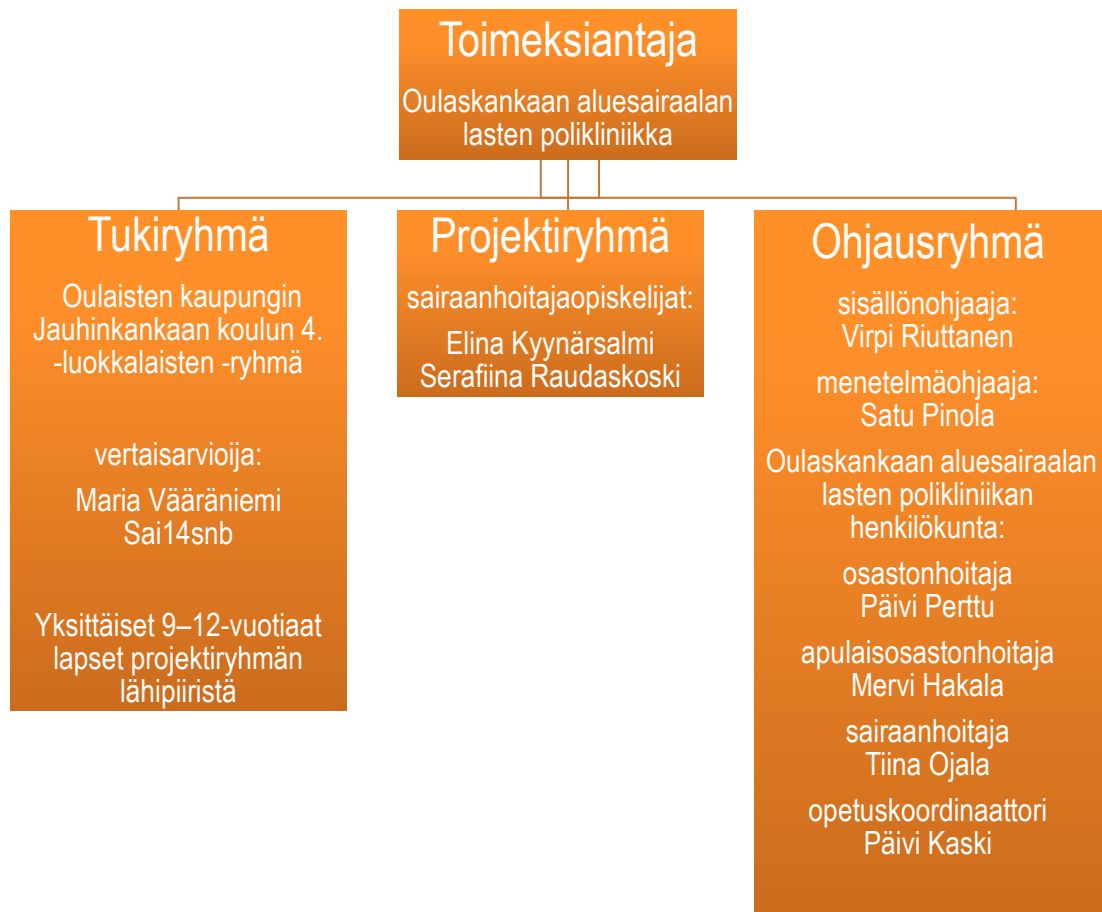 Toimeksiantaja
Oulaskankaan aluesairaalan
lasten poliklinikka
Tukiryhmä
Oulaisten kaupungin
Jauhinkankaan koulun 4.
-luokkalaisten -ryhmä
vertaisarvioija:
Maria Vääräniemi
Sai14snb
Yksittäiset 9–12-vuotiaat
lapset projektiryhmän
lähipiiristä
Projektiryhmä
sairaanhoitajaopiskelijat:
Elina Kyynärsalmi
Serafiina Raudaskoski
Ohjausryhmä
sisällönohjaaja:
Virpi Riuttanen
menetelmäohjaaja:
Satu Pinola
Oulaskankaan aluesairaalan
lasten poliklinikan
henkilökunta:
osastonhoitaja
Päivi Perttu
apulaisosastonhoitaja
Mervi Hakala
sairaanhoitaja
Tiina Ojala
opetuskoordinaattori
Päivi Kaski